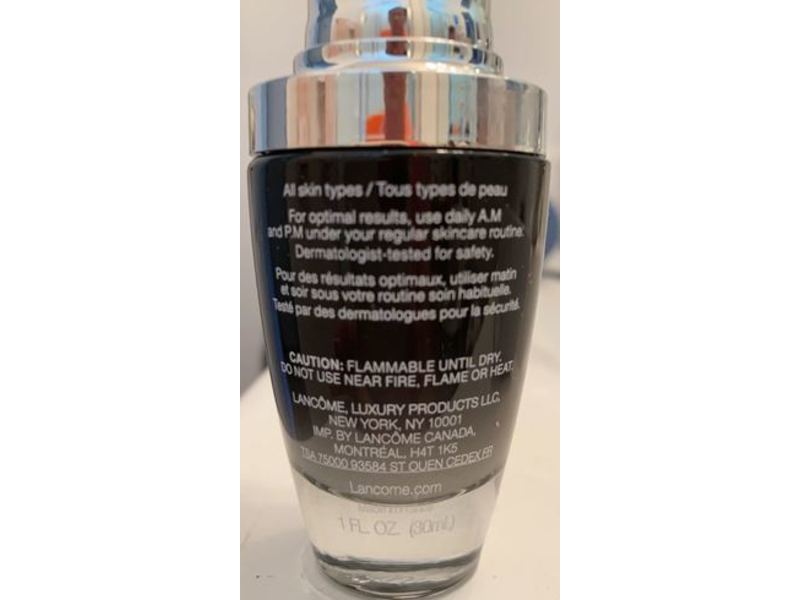 All skin types / Tous types de peau
For optimal results, use daily A.M
and P.M under your regular skincare routine.
Dermatologist-tested for safety.
Pour des résultats optimaux, utiliser matin
et soir sous votre routine soin habituelle.
Testé par des dermatologues pour la sécurité.
CAUTION: FLAMMABLE UNTIL DRY.
DO NOT USE NEAR FIRE, FLAME OR HEAT.
LANCÔME, LUXURY PRODUCTS LLC,
NEW YORK, NY 10001
IMP. BY LANCÔME CANADA,
MONTRÉAL, H4T 1K5
TSA 75000 93584 ST OUEN CEDEX FR
Lancome.com
1 FL. OZ. (30mL)